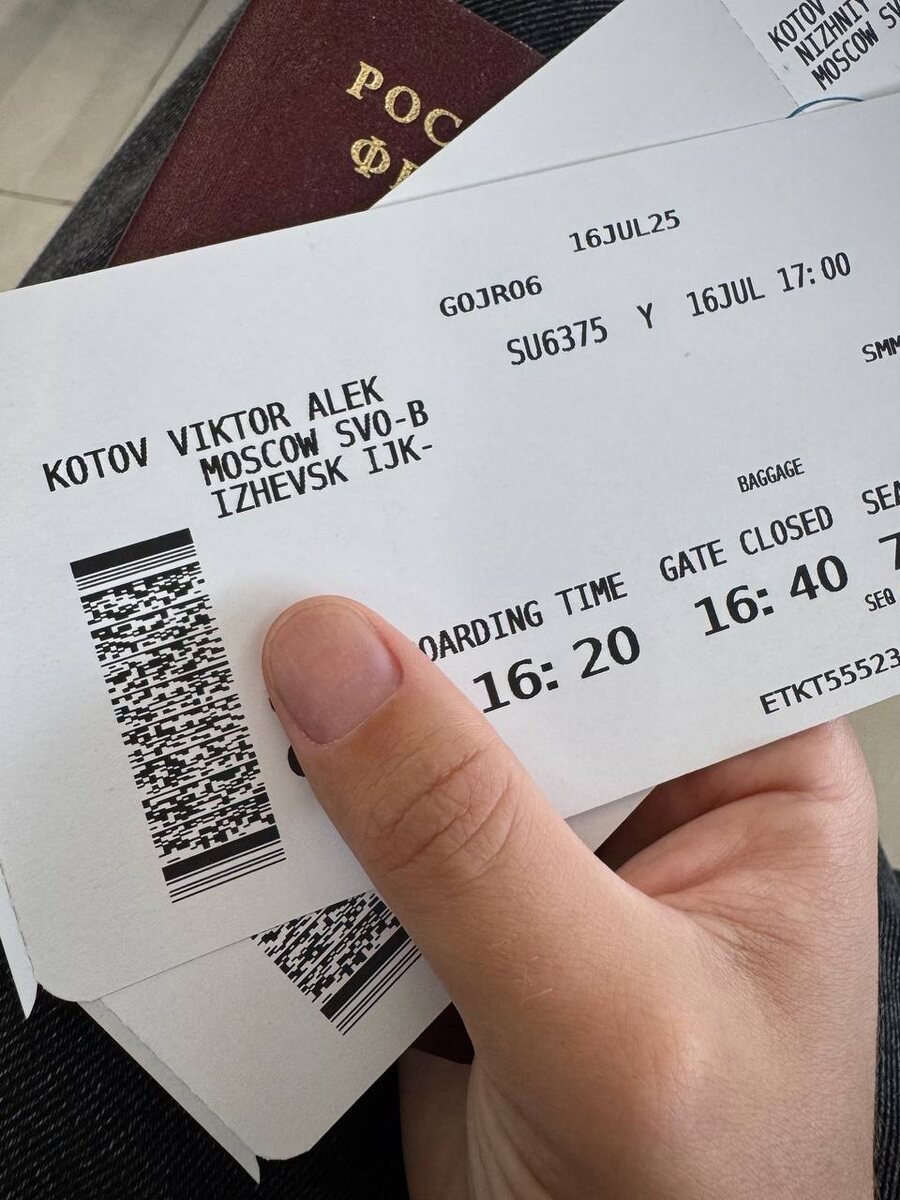 РОС
KOTOV
NIZHNIY
MOSCOW SV
16JUL25
GOJR06
SU6375 Y 16JUL 17:00
SMM
KOTOV VIKTOR ALEK
MOSCOW SVO-B
IZHEVSK IJK-
BAGGAGE
OARDING TIME GATE CLOSED SEA
16:20 16:40 7
SEQ
ETKT55523